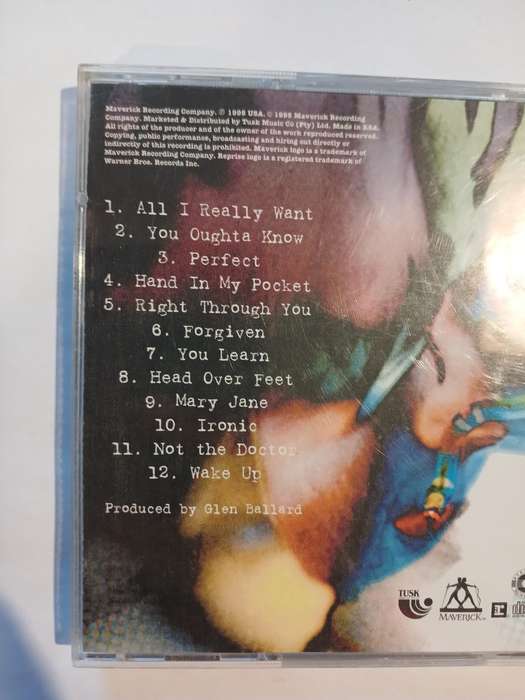 Maverick Recording Company. ℗ 1995 USA. © 1995 Maverick Recording
Company. Marketed & Distributed by Tusk Music Co (Pty) Ltd. Made in RSA.
All rights of the producer and of the owner of the work reproduced reserved.
Copying, public performance, broadcasting and hiring out directly or
indirectly of this recording is prohibited. Maverick logo is a trademark of
Maverick Recording Company. Reprise logo is a registered trademark of
Warner Bros. Records Inc.
1. All I Really Want
2. You Oughta Know
3. Perfect
4. Hand In My Pocket
5. Right Through You
6. Forgiven
7. You Learn
8. Head Over Feet
9. Mary Jane
10. Ironic
11. Not the Doctor
12. Wake Up
Produced by Glen Ballard
TUSK
MAVERICK